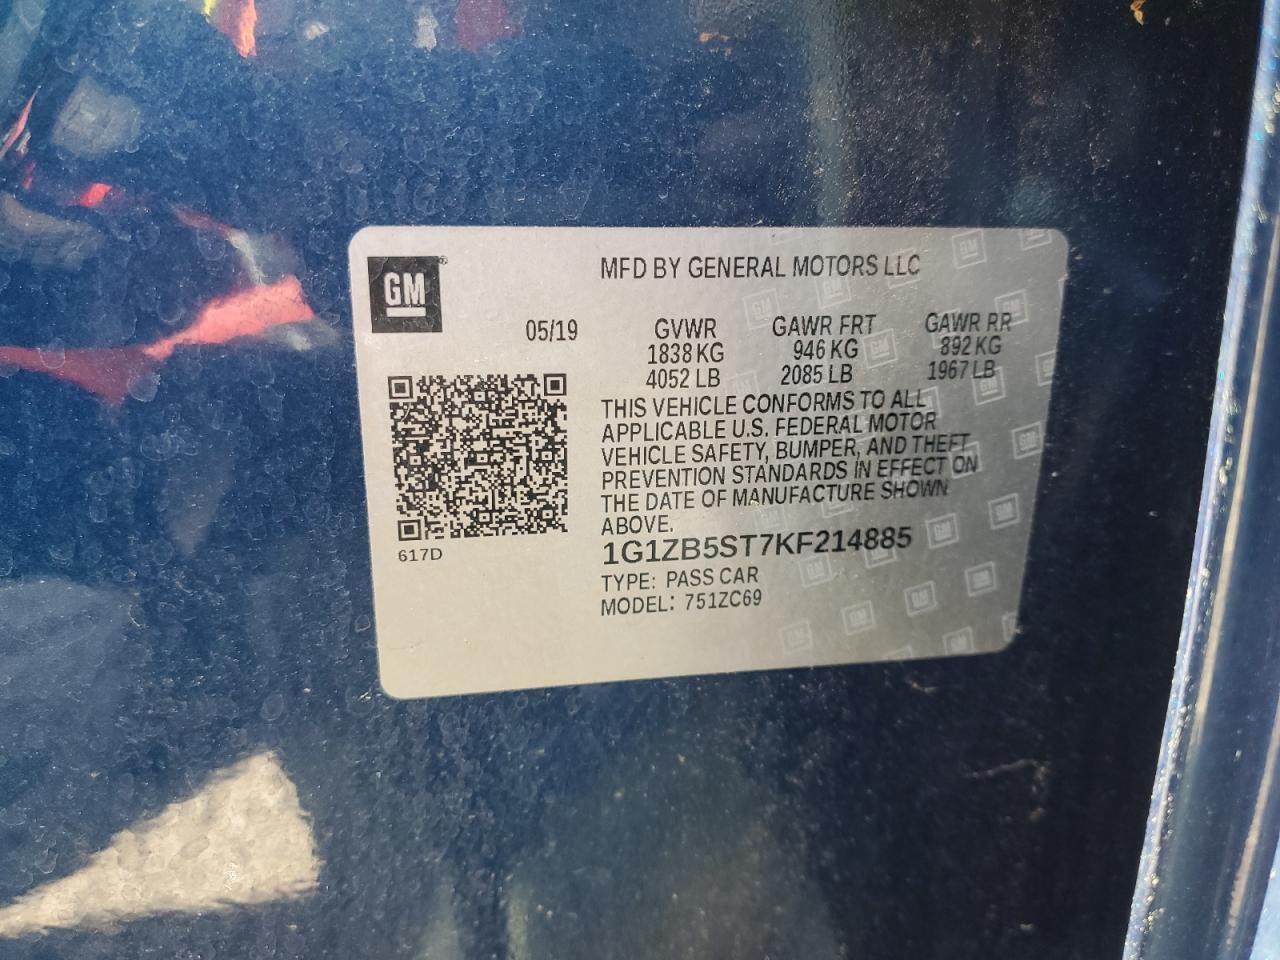 GM®
MFD BY GENERAL MOTORS LLC
05/19
GVWR GAWR FRT GAWR RR
1838 KG 946 KG 892 KG
4052 LB 2085 LB 1967 LB
THIS VEHICLE CONFORMS TO ALL
APPLICABLE U.S. FEDERAL MOTOR
VEHICLE SAFETY, BUMPER, AND THEFT
PREVENTION STANDARDS IN EFFECT ON
THE DATE OF MANUFACTURE SHOWN
ABOVE.
617D
1G1ZB5ST7KF214885
TYPE: PASS CAR
MODEL: 751ZC69